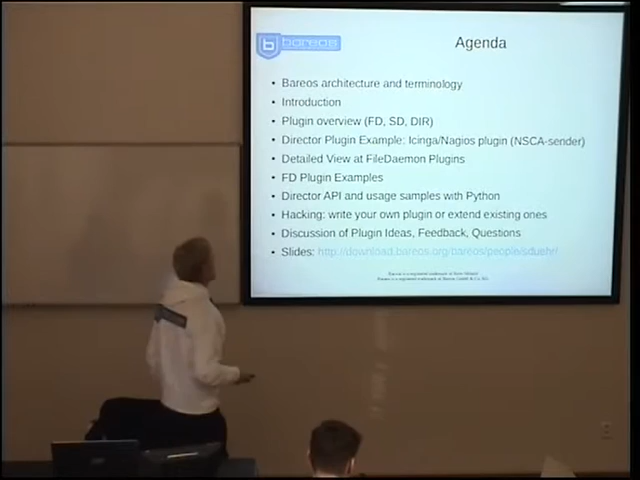 bareos
Agenda
• Bareos architecture and terminology
• Introduction
• Plugin overview (FD, SD, DIR)
• Director Plugin Example: Icinga/Nagios plugin (NSCA-sender)
• Detailed View at FileDaemon Plugins
• FD Plugin Examples
• Director API and usage samples with Python
• Hacking: write your own plugin or extend existing ones
• Discussion of Plugin Ideas, Feedback, Questions
• Slides: http://download.bareos.org/bareos/people/sduehr/